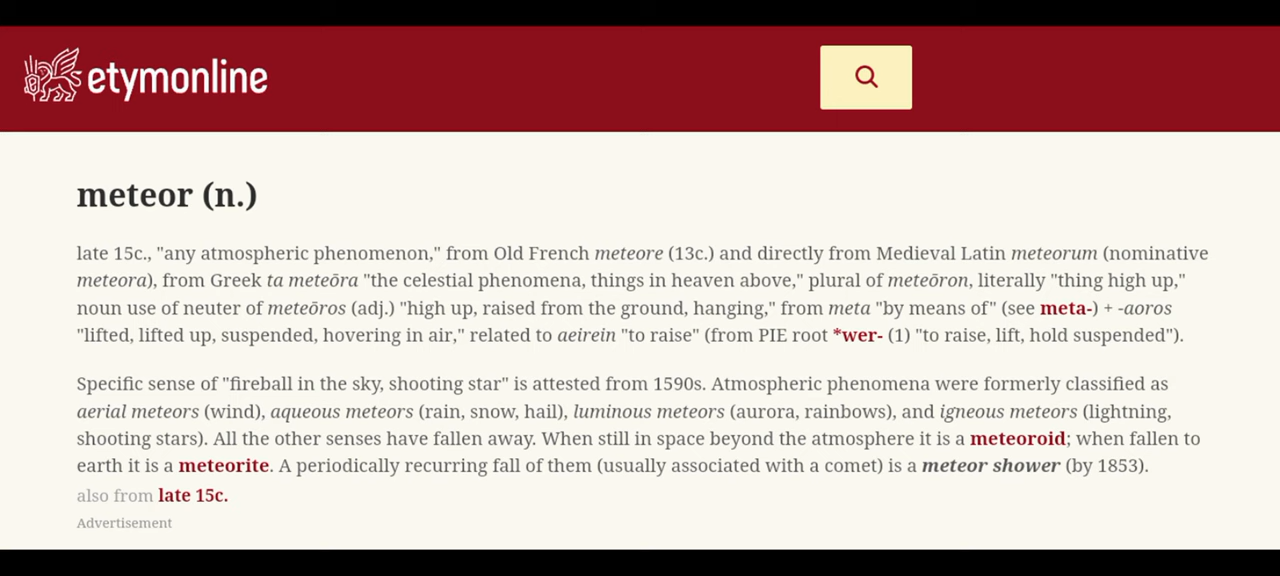 etymonline
meteor (n.)
late 15c., "any atmospheric phenomenon," from Old French meteore (13c.) and directly from Medieval Latin meteorum (nominative
meteora), from Greek ta meteōra "the celestial phenomena, things in heaven above," plural of meteōron, literally "thing high up,"
noun use of neuter of meteōros (adj.) "high up, raised from the ground, hanging," from meta "by means of" (see meta-) + -aoros
"lifted, lifted up, suspended, hovering in air," related to aeirein "to raise" (from PIE root *wer- (1) "to raise, lift, hold suspended").
Specific sense of "fireball in the sky, shooting star" is attested from 1590s. Atmospheric phenomena were formerly classified as
aerial meteors (wind), aqueous meteors (rain, snow, hail), luminous meteors (aurora, rainbows), and igneous meteors (lightning,
shooting stars). All the other senses have fallen away. When still in space beyond the atmosphere it is a meteoroid; when fallen to
earth it is a meteorite. A periodically recurring fall of them (usually associated with a comet) is a meteor shower (by 1853).
also from late 15c.
Advertisement